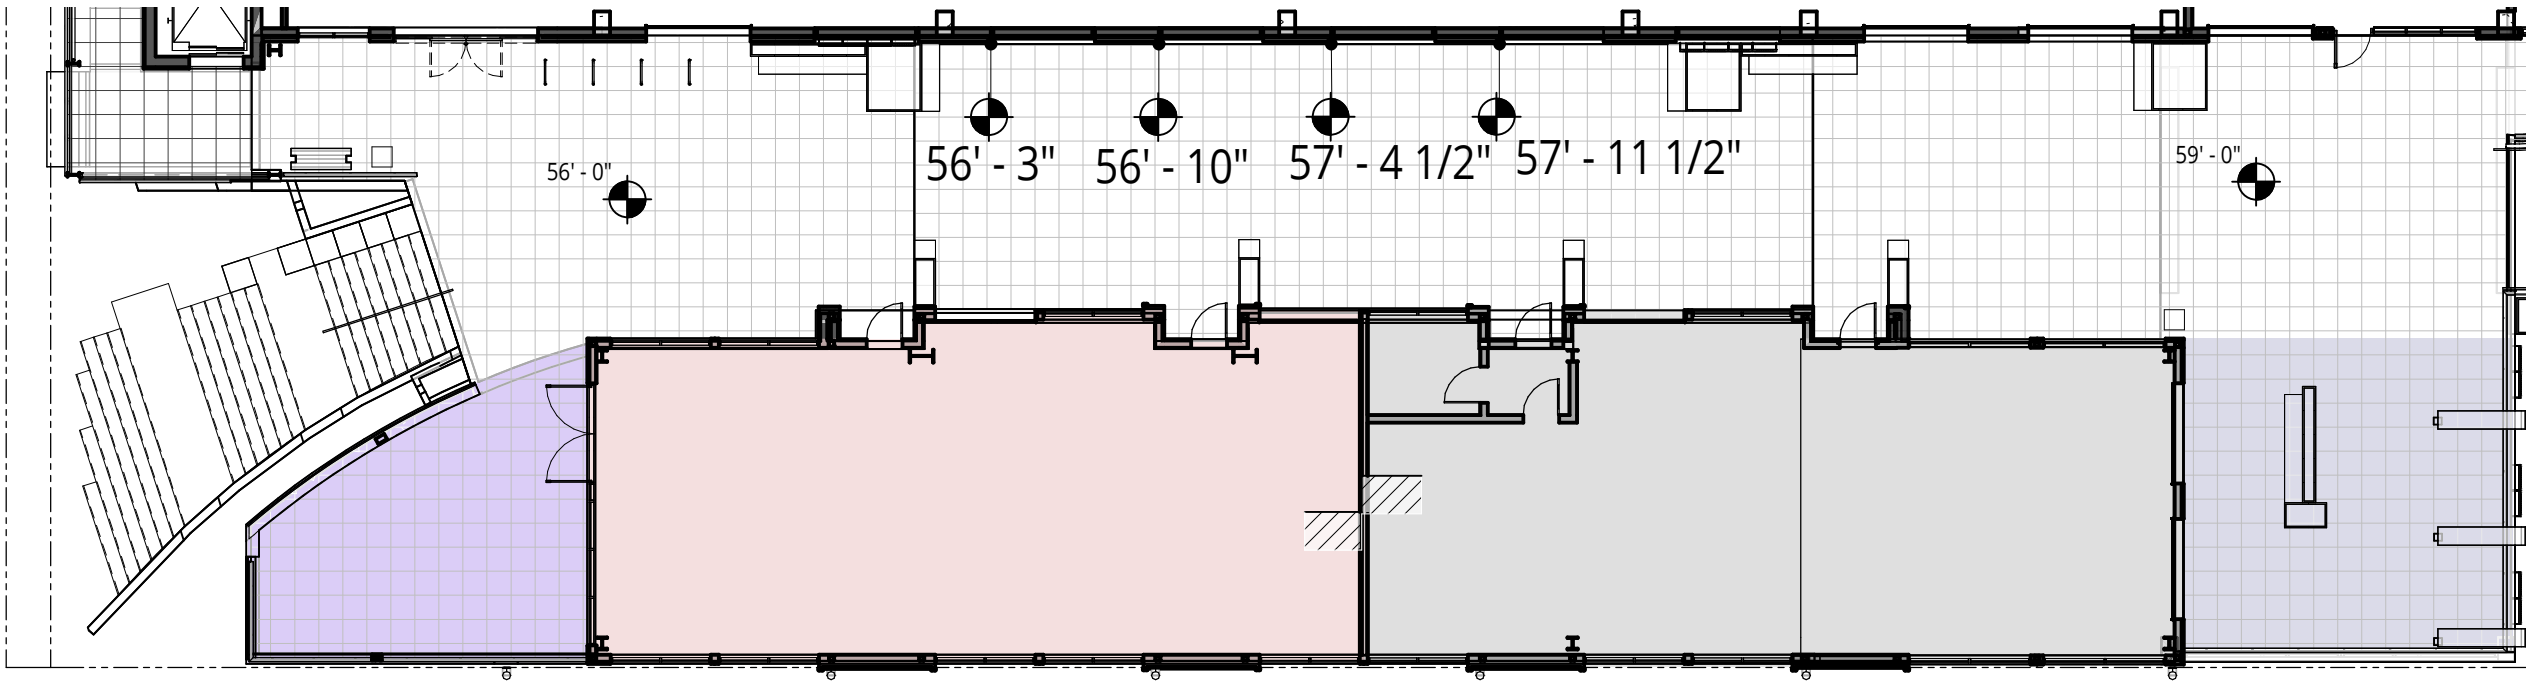 56' - 0"
56' - 3"
56' - 10"
57' - 4 1/2"
57' - 11 1/2"
59' - 0"